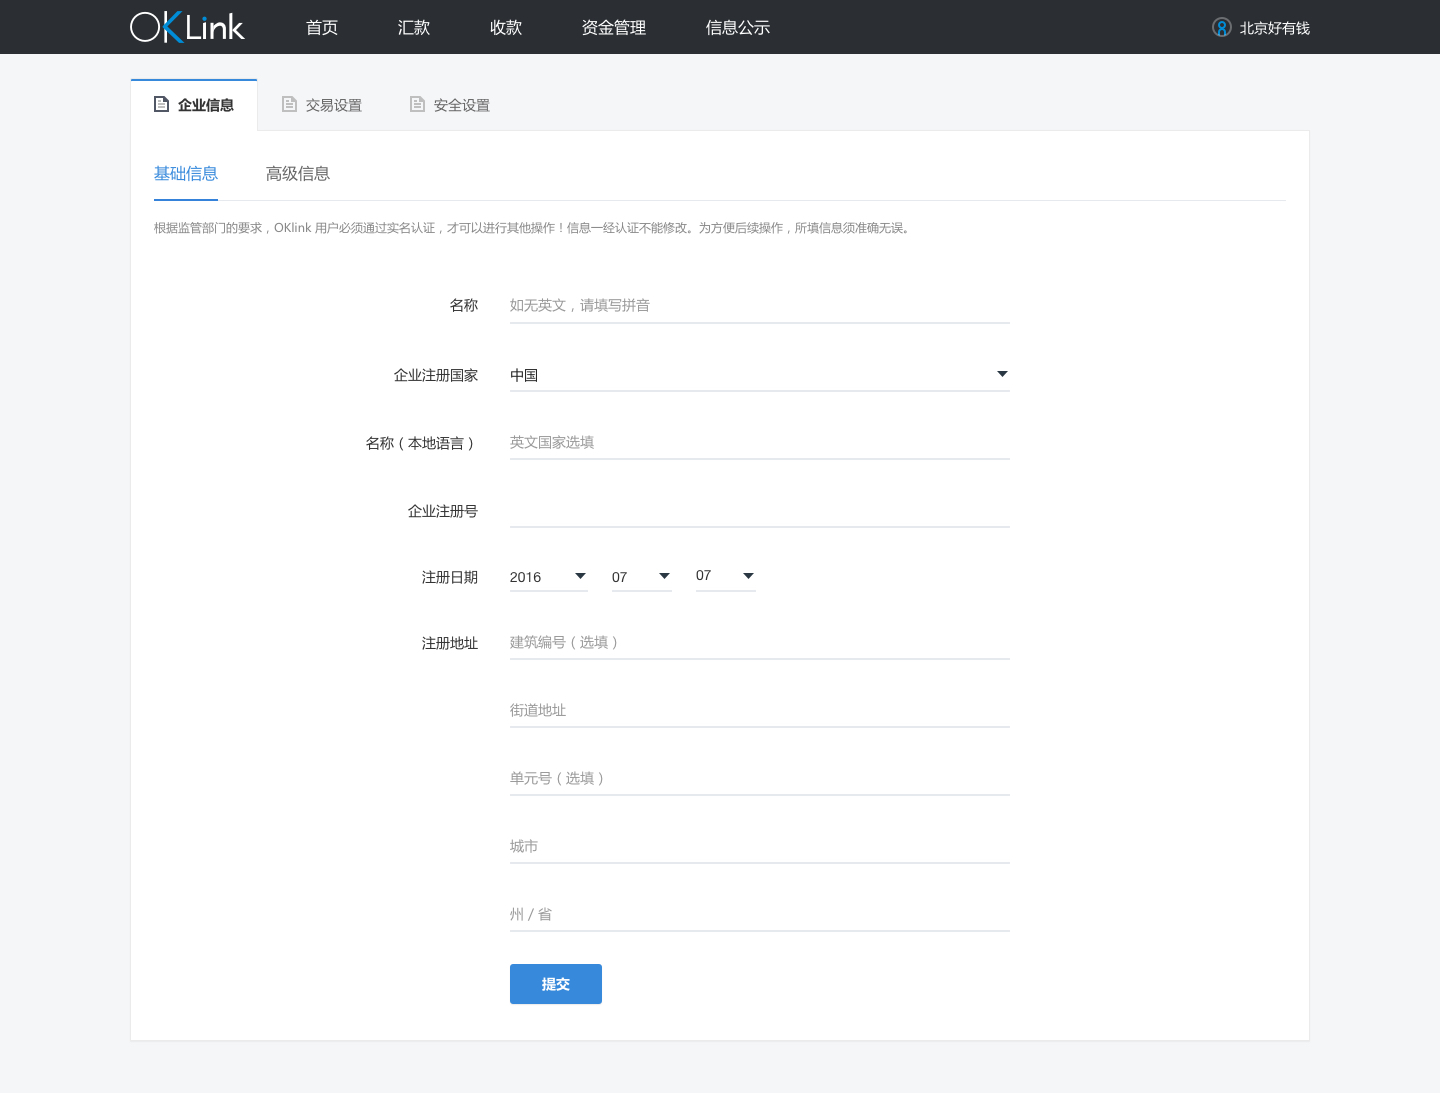 OKLink 首页 汇款 收款 资金管理 信息公示 北京好有钱
企业信息 交易设置 安全设置
基础信息 高级信息
根据监管部门的要求，OKlink 用户必须通过实名认证，才可以进行其他操作！信息一经认证不能修改。为方便后续操作，所填信息须准确无误。
名称 如无英文，请填写拼音
企业注册国家 中国
名称（本地语言） 英文国家选填
企业注册号
注册日期 2016 07 07
注册地址 建筑编号（选填）
街道地址
单元号（选填）
城市
州 / 省
提交